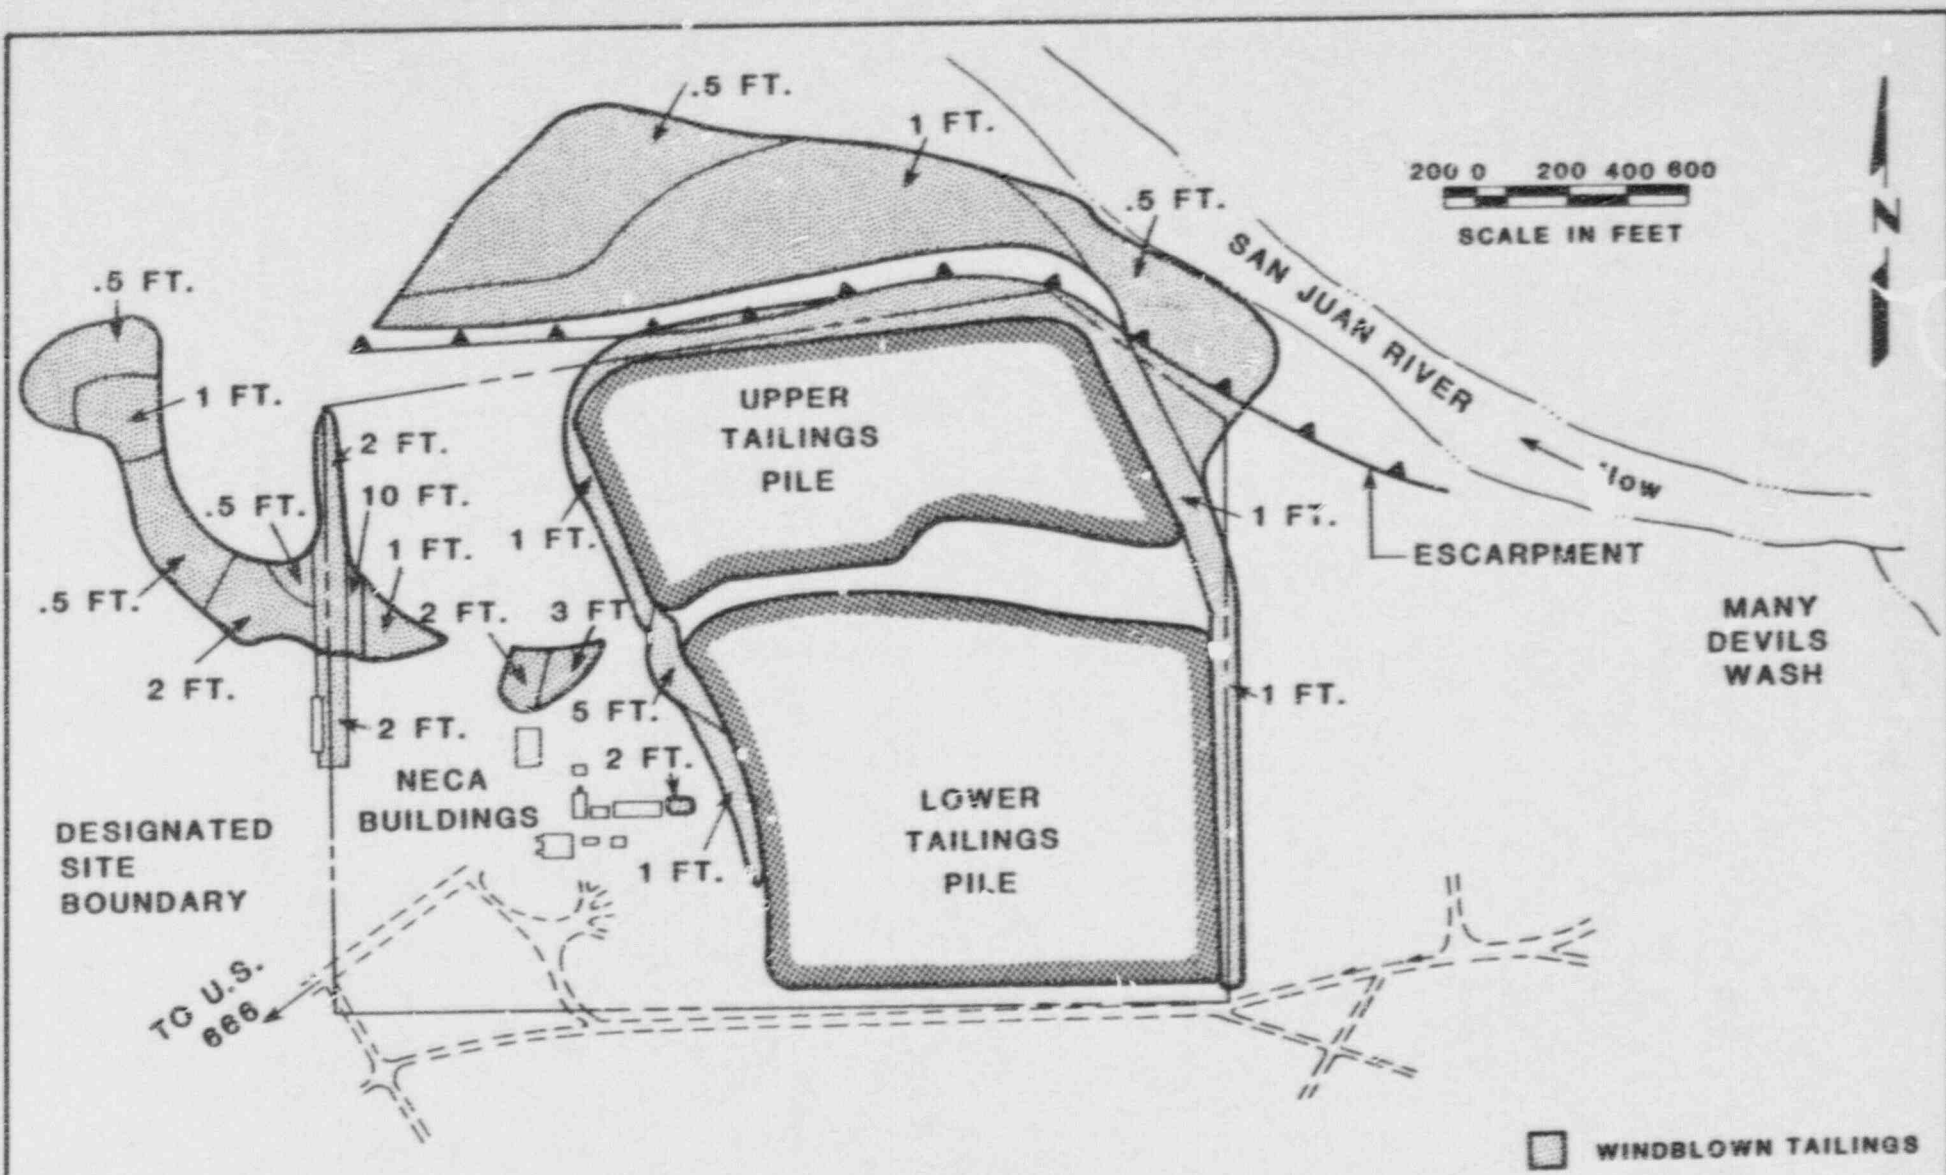 .5 FT.
1 FT.
200 0 200 400 600
SCALE IN FEET
N
.5 FT.
SAN JUAN RIVER
.5 FT.
1 FT.
UPPER
TAILINGS
PILE
2 FT.
10 FT.
.5 FT.
1 FT.
1 FT.
1 FT.
ESCARPMENT
.5 FT.
2 FT.
3 FT
MANY
DEVILS
WASH
2 FT.
5 FT.
1 FT.
2 FT.
2 FT.
NECA
BUILDINGS
LOWER
TAILINGS
PILE
DESIGNATED
SITE
BOUNDARY
1 FT.
TO U.S.
666
WINDBLOWN TAILINGS